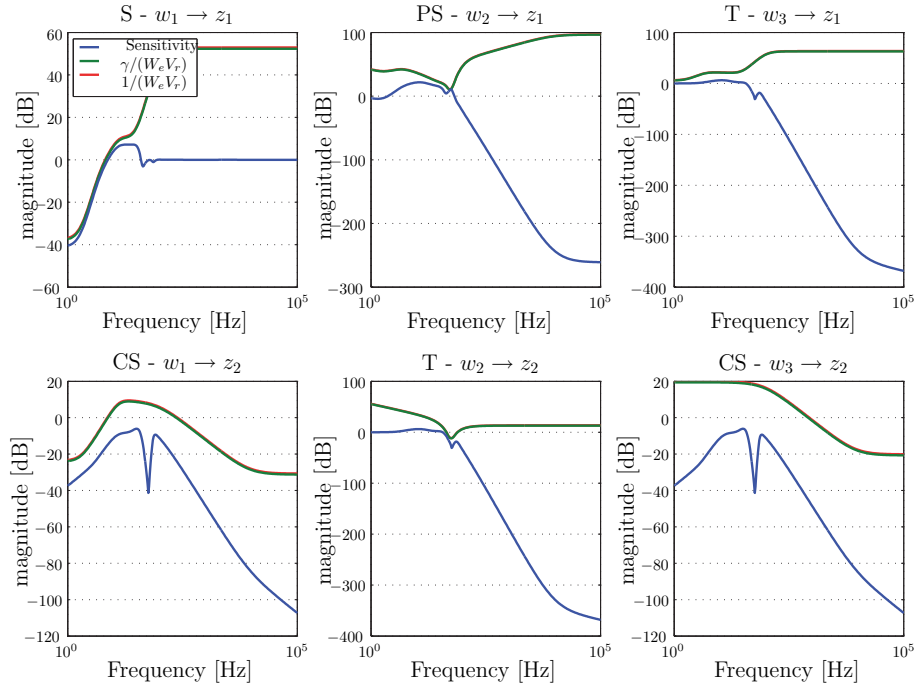 S - w₁ → z₁
PS - w₂ → z₁
T - w₃ → z₁
60
40
20
0
−20
−40
−60
magnitude [dB]
10⁰
10⁵
Frequency [Hz]
Sensitivity
γ/(WₑVᵣ)
1/(WₑVᵣ)
100
0
−100
−200
−300
magnitude [dB]
10⁰
10⁵
Frequency [Hz]
100
0
−100
−200
−300
−400
magnitude [dB]
10⁰
10⁵
Frequency [Hz]
CS - w₁ → z₂
T - w₂ → z₂
CS - w₃ → z₂
20
0
−20
−40
−60
−80
−100
−120
magnitude [dB]
10⁰
10⁵
Frequency [Hz]
100
0
−100
−200
−300
−400
magnitude [dB]
10⁰
10⁵
Frequency [Hz]
20
0
−20
−40
−60
−80
−100
−120
magnitude [dB]
10⁰
10⁵
Frequency [Hz]